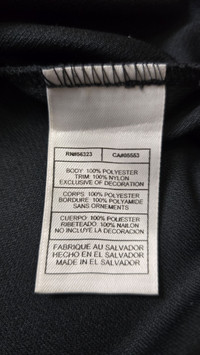 RN#56323 CA#05553
BODY: 100% POLYESTER
TRIM: 100% NYLON
EXCLUSIVE OF DECORATION
CORPS: 100% POLYESTER
BORDURE: 100% POLYAMIDE
SANS ORNEMENTS
CUERPO: 100% POLIESTER
RIBETEADO: 100% NAILON
NO INCLUYE LA DECORACION
FABRIQUÉ AU SALVADOR
HECHO EN EL SALVADOR
MADE IN EL SALVADOR